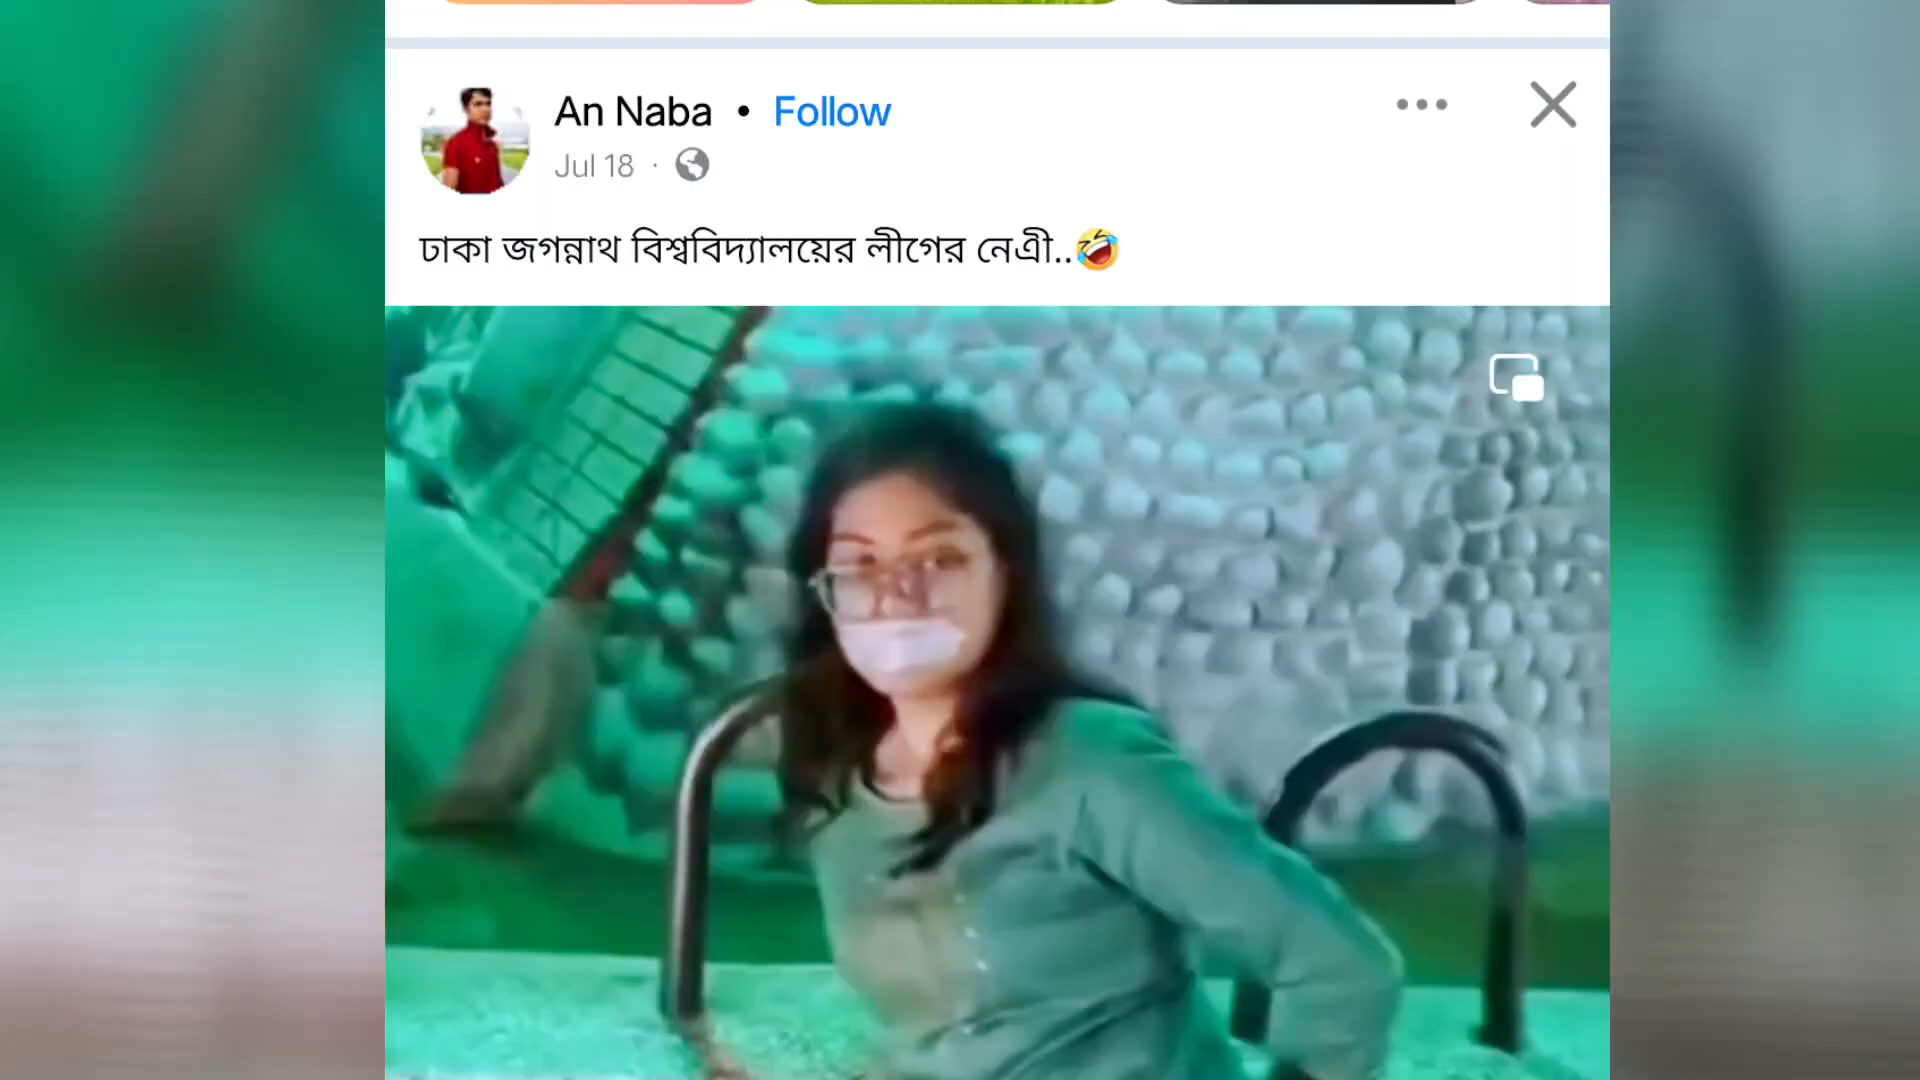 An Naba • Follow
Jul 18 ·
ঢাকা জগন্নাথ বিশ্ববিদ্যালয়ের লীগের নেএী..🤣